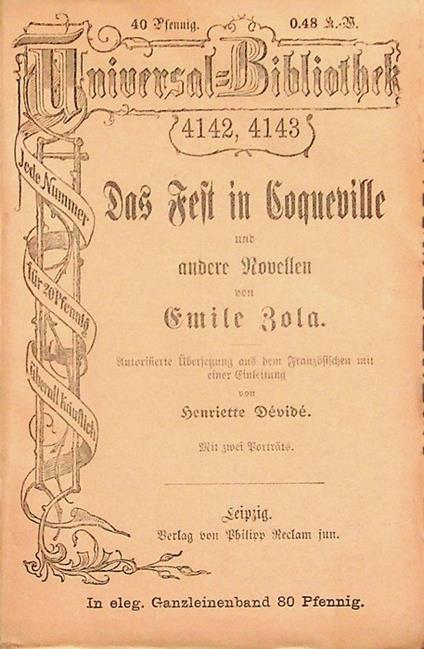 40 Pfennig. 0.48 K.-W.
Universal-Bibliothek
4142, 4143
Jede Nummer
für 20 Pfennig
überall käuflich
Das Fest in Coqueville
und
andere Novellen
von
Emile Zola.
Autorisierte Übersetzung aus dem Französischen mit
einer Einleitung
von
Henriette Dévidé.
Mit zwei Porträts.
Leipzig.
Verlag von Philipp Reclam jun.
In eleg. Ganzleinenband 80 Pfennig.